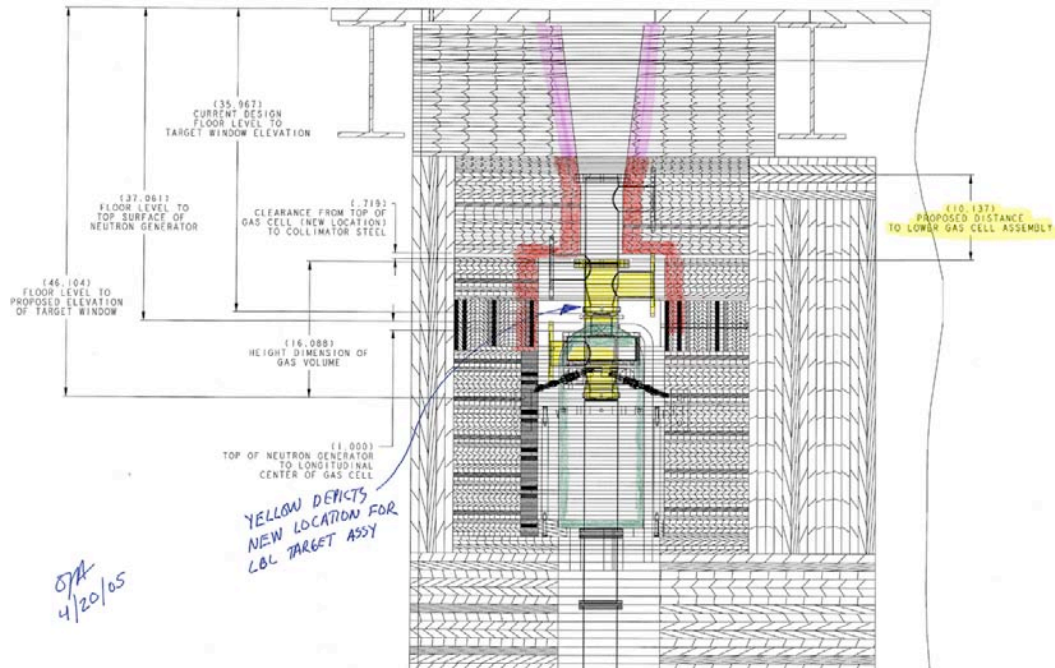 (35.967)
CURRENT DESIGN
FLOOR LEVEL TO
TARGET WINDOW ELEVATION
(37.061)
FLOOR LEVEL TO
TOP SURFACE OF
NEUTRON GENERATOR
(.719)
CLEARANCE FROM TOP OF
GAS CELL (NEW LOCATION)
TO COLLIMATOR STEEL
(10.137)
PROPOSED DISTANCE
TO LOWER GAS CELL ASSEMBLY
(46.104)
FLOOR LEVEL TO
PROPOSED ELEVATION
OF TARGET WINDOW
(16.088)
HEIGHT DIMENSION OF
GAS VOLUME
(1.000)
TOP OF NEUTRON GENERATOR
TO LONGITUDINAL
CENTER OF GAS CELL
YELLOW DEPICTS
NEW LOCATION FOR
LBL TARGET ASSY
4/20/05